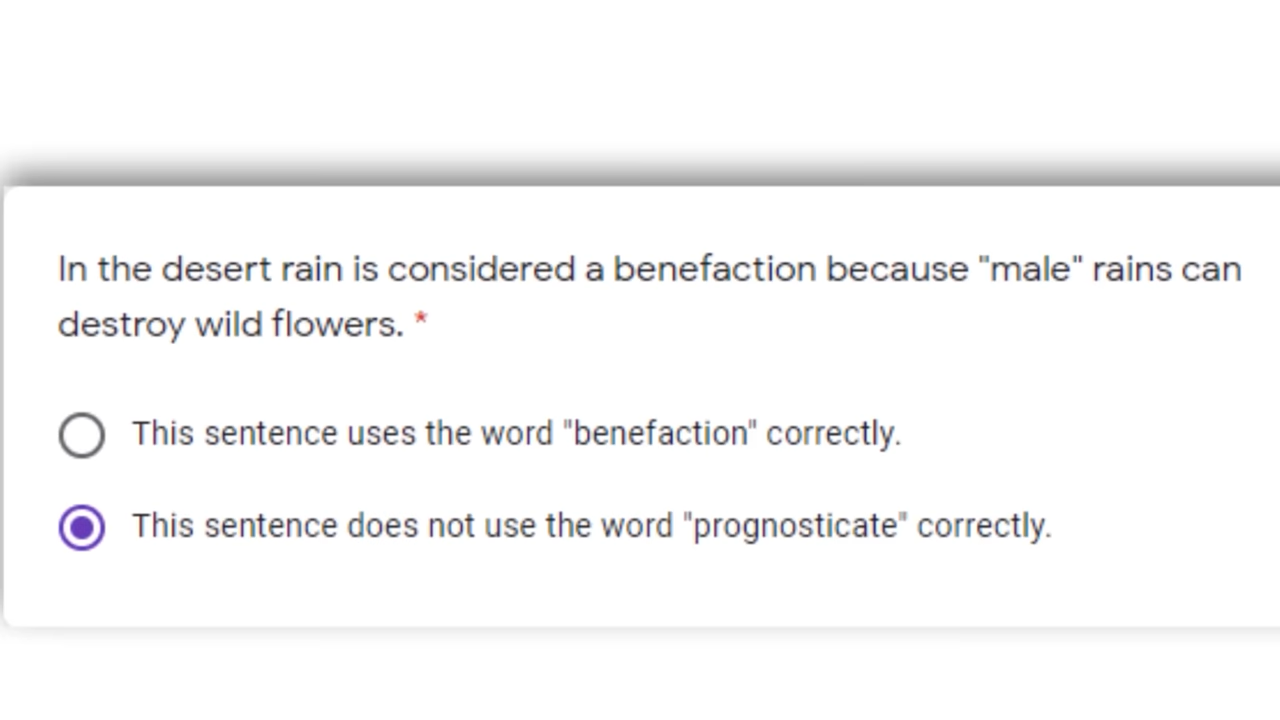 In the desert rain is considered a benefaction because "male" rains can
destroy wild flowers. *
This sentence uses the word "benefaction" correctly.
This sentence does not use the word "prognosticate" correctly.